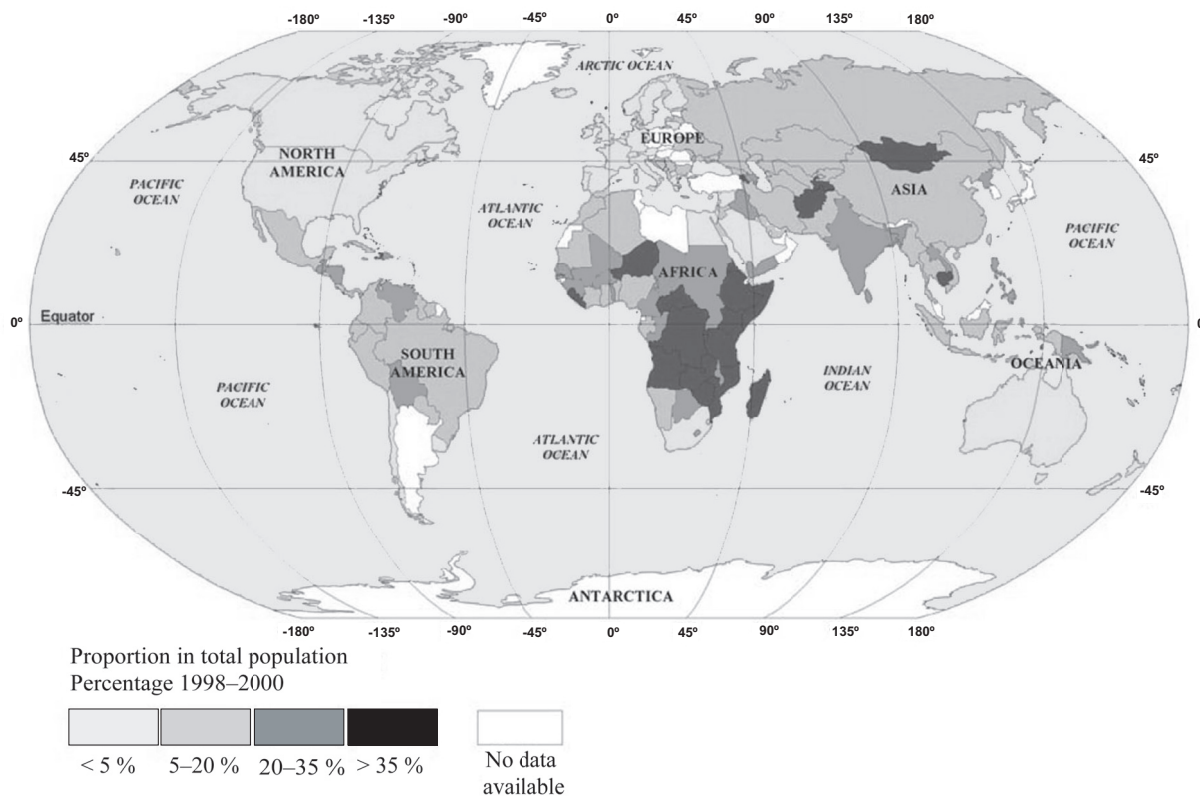 -180º -135º -90º -45º 0º 45º 90º 135º 180º
ARCTIC OCEAN
EUROPE
45º
NORTH
AMERICA
PACIFIC
OCEAN
ATLANTIC
OCEAN
ASIA
45º
PACIFIC
OCEAN
AFRICA
0º
Equator
0
SOUTH
AMERICA
OCEANIA
PACIFIC
OCEAN
INDIAN
OCEAN
ATLANTIC
OCEAN
-45º
-45º
ANTARCTICA
-180º -135º -90º -45º 0º 45º 90º 135º 180º
Proportion in total population
Percentage 1998–2000
< 5 % 5–20 % 20–35 % > 35 %
No data
available